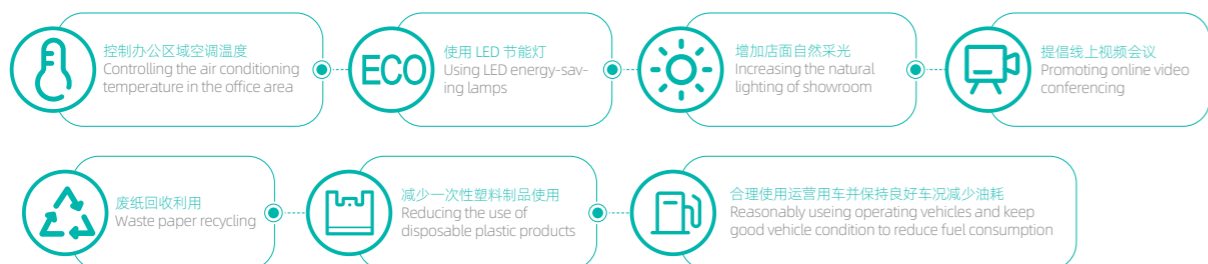 控制办公区域空调温度
Controlling the air conditioning
temperature in the office area
ECO
使用 LED 节能灯
Using LED energy-sav-
ing lamps
增加店面自然采光
Increasing the natural
lighting of showroom
提倡线上视频会议
Promoting online video
conferencing
废纸回收利用
Waste paper recycling
减少一次性塑料制品使用
Reducing the use of
disposable plastic products
合理使用运营用车并保持良好车况减少油耗
Reasonably useing operating vehicles and keep
good vehicle condition to reduce fuel consumption